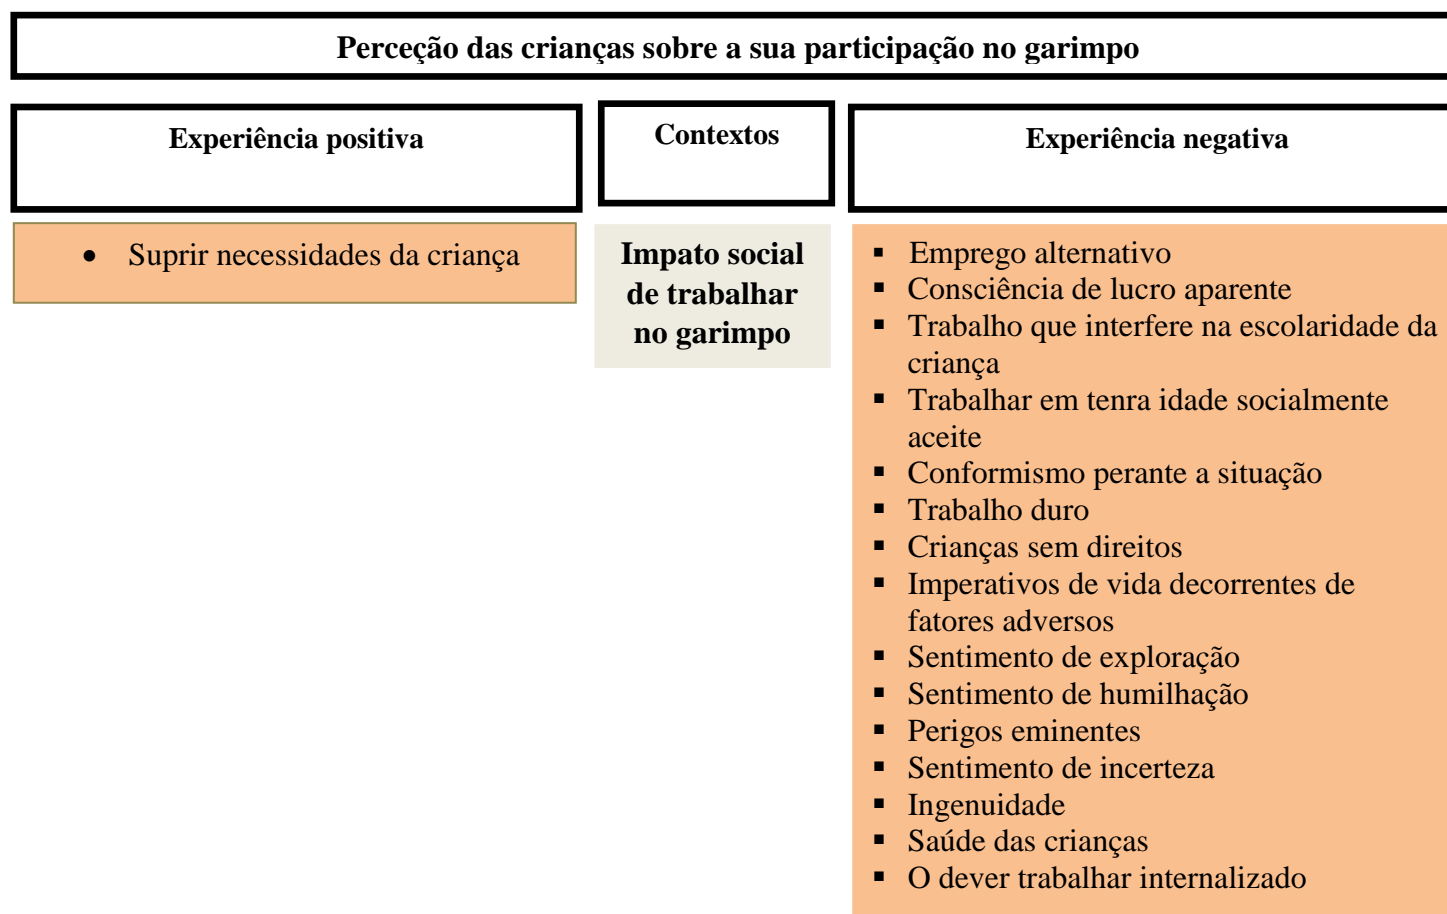 Perceção das crianças sobre a sua participação no garimpo
Experiência positiva
Contextos
Experiência negativa
• Suprir necessidades da criança
Impato social
de trabalhar
no garimpo
▪ Emprego alternativo
▪ Consciência de lucro aparente
▪ Trabalho que interfere na escolaridade da
criança
▪ Trabalhar em tenra idade socialmente
aceite
▪ Conformismo perante a situação
▪ Trabalho duro
▪ Crianças sem direitos
▪ Imperativos de vida decorrentes de
fatores adversos
▪ Sentimento de exploração
▪ Sentimento de humilhação
▪ Perigos eminentes
▪ Sentimento de incerteza
▪ Ingenuidade
▪ Saúde das crianças
▪ O dever trabalhar internalizado